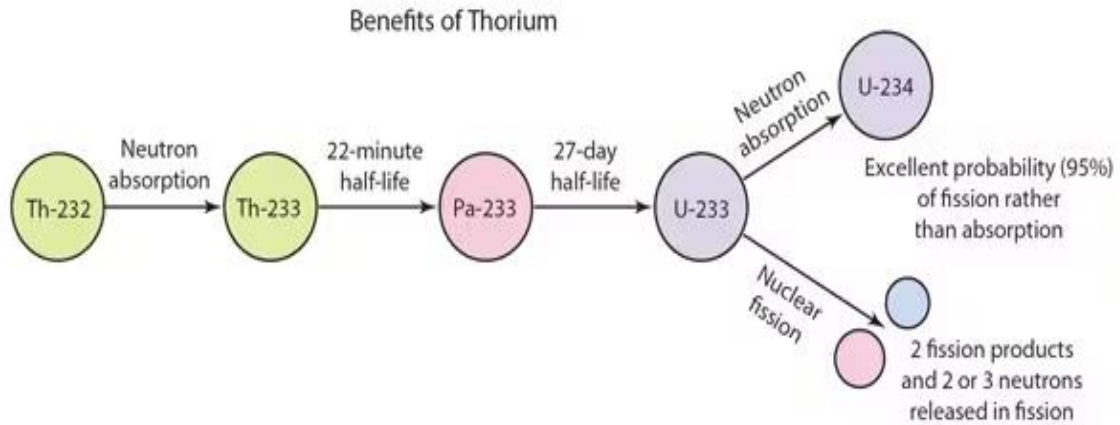 Benefits of Thorium
Th-232
Neutron
absorption
Th-233
22-minute
half-life
Pa-233
27-day
half-life
U-233
Neutron
absorption
U-234
Excellent probability (95%)
of fission rather
than absorption
Nuclear
fission
2 fission products
and 2 or 3 neutrons
released in fission